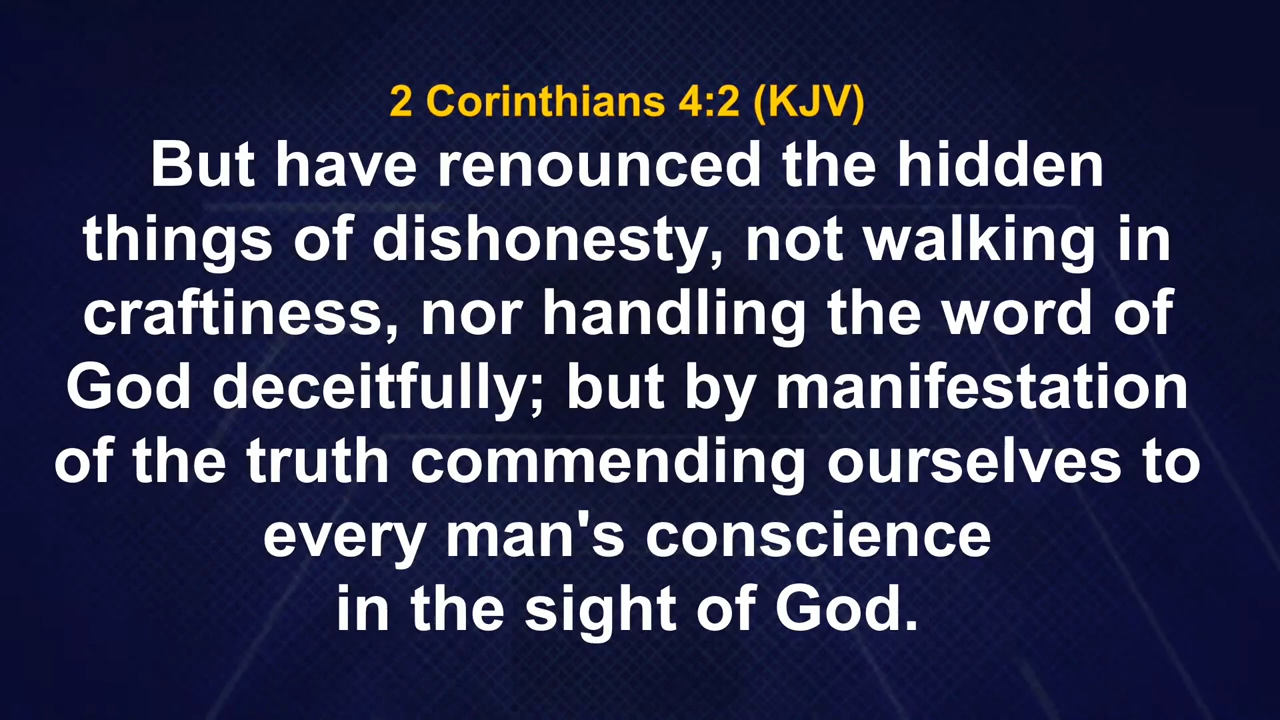 2 Corinthians 4:2 (KJV)
But have renounced the hidden
things of dishonesty, not walking in
craftiness, nor handling the word of
God deceitfully; but by manifestation
of the truth commending ourselves to
every man's conscience
in the sight of God.